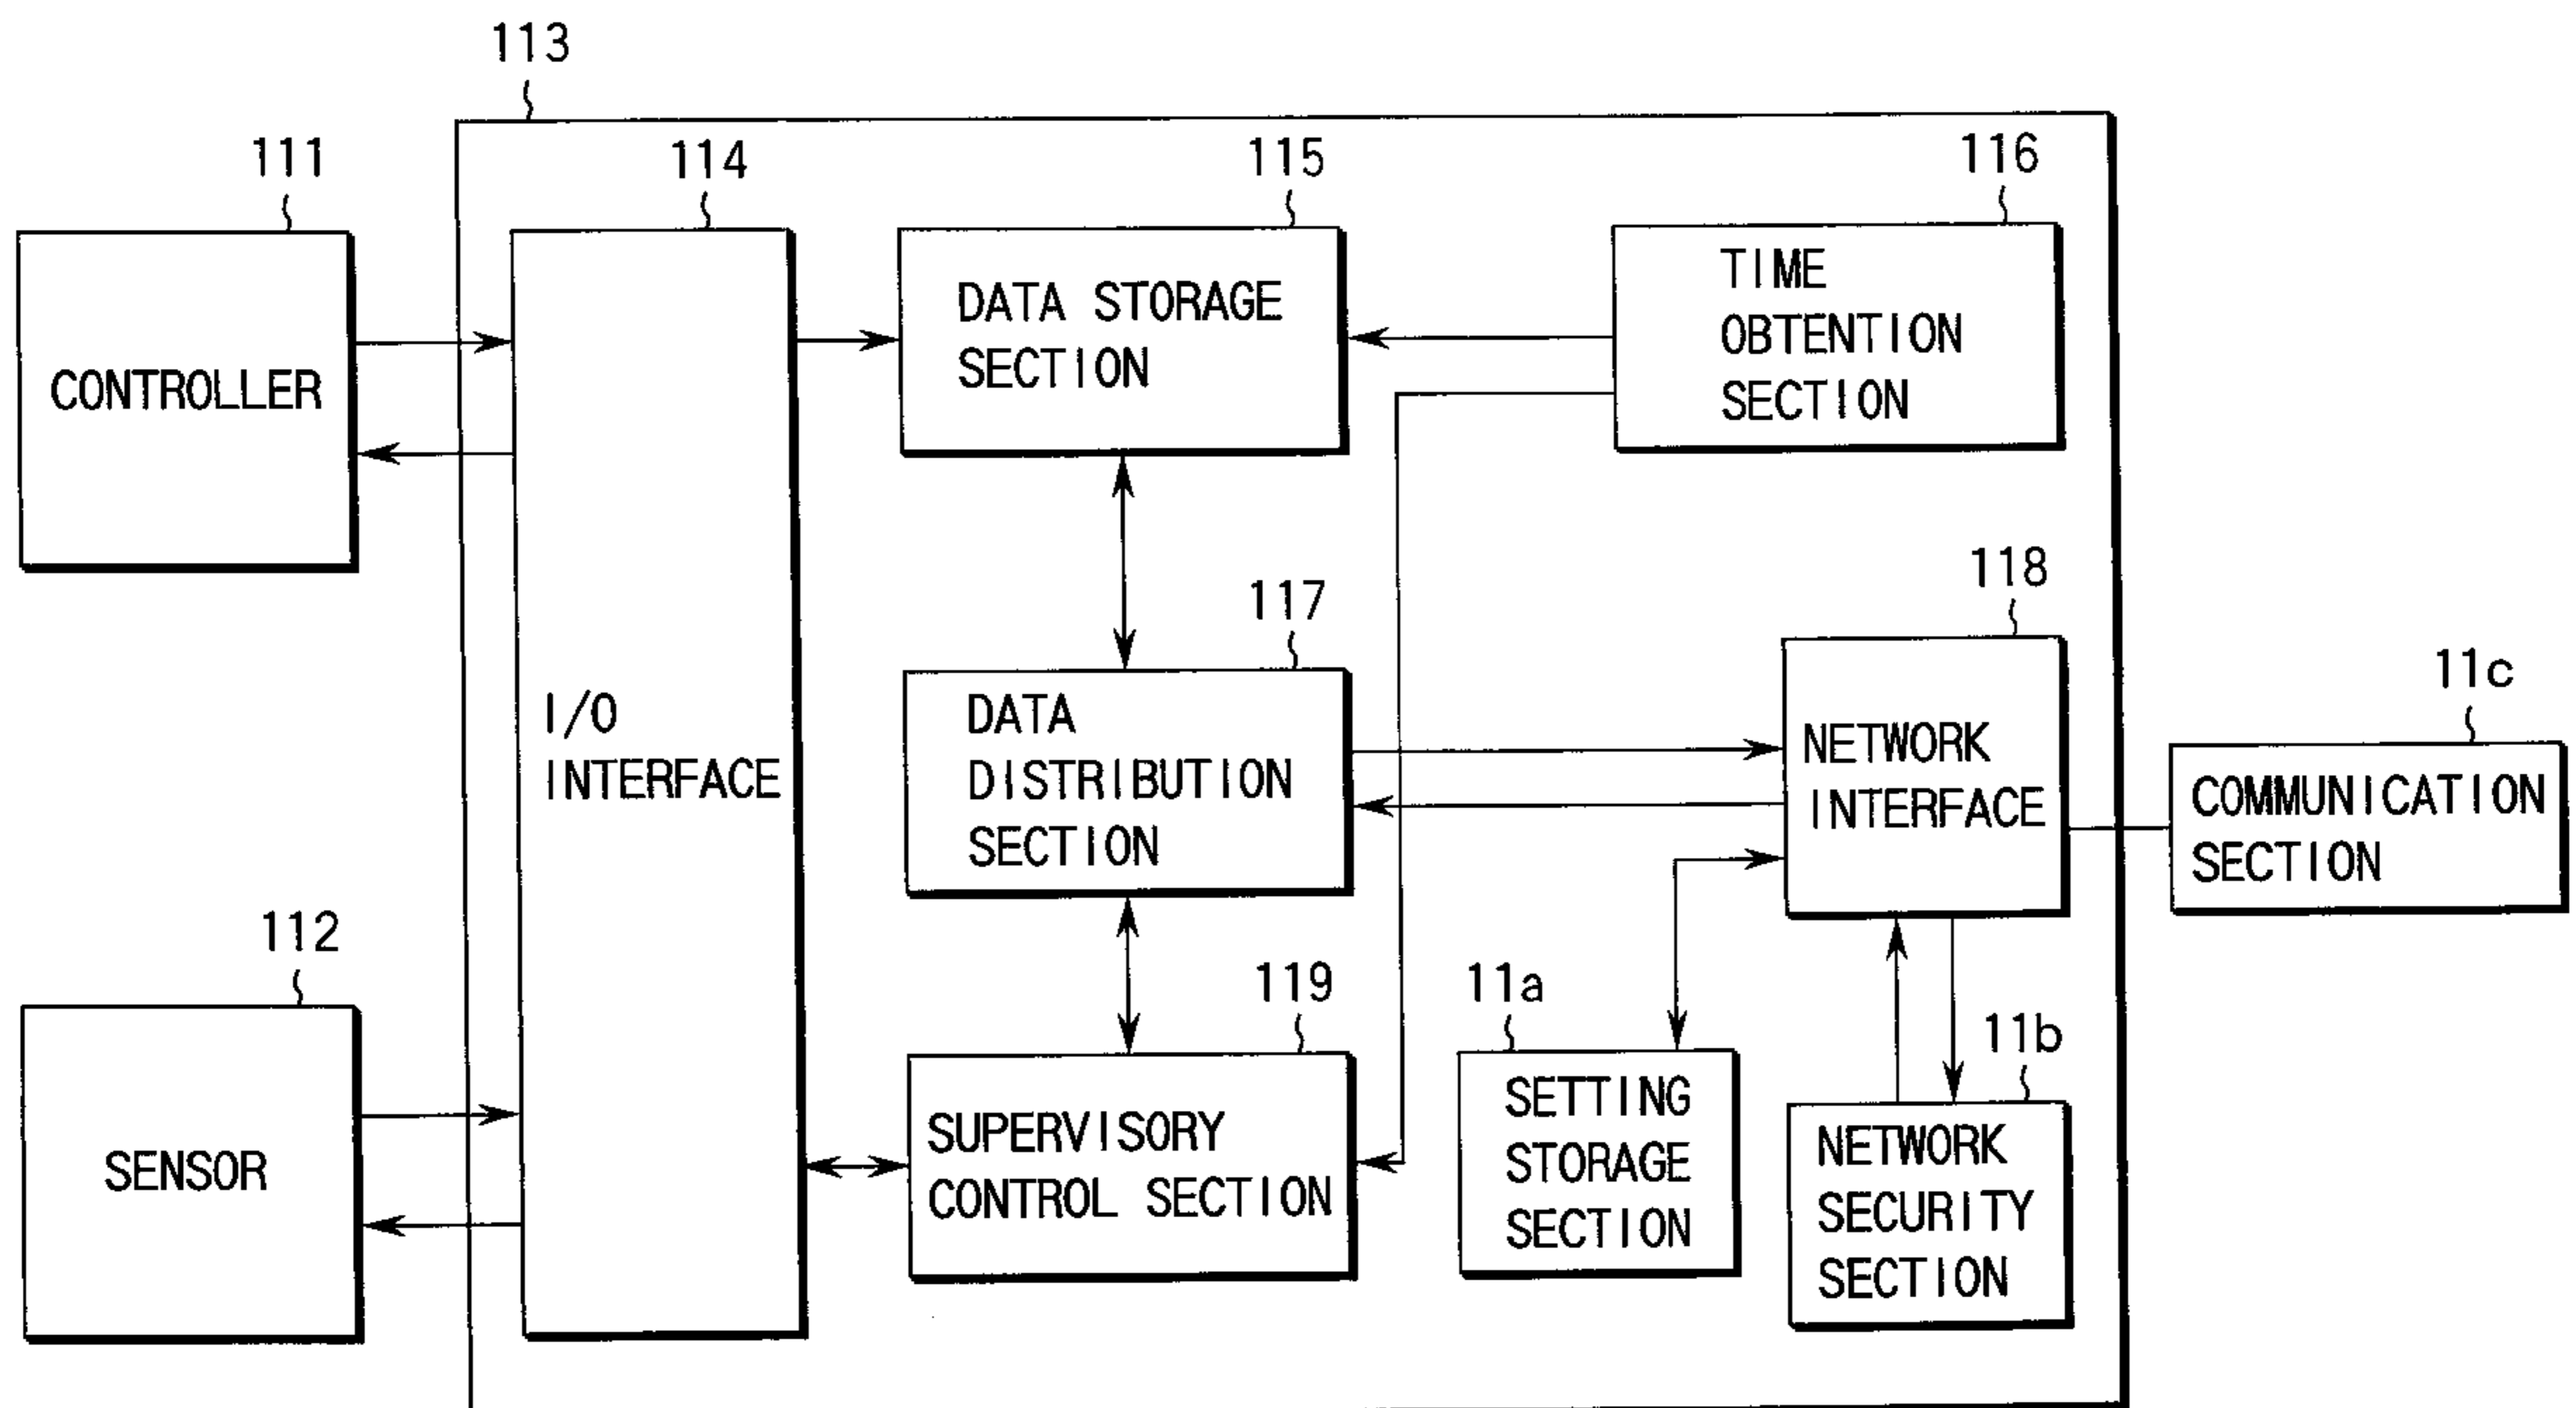 113
111
114
115
116
CONTROLLER
DATA STORAGE
SECTION
TIME
OBTENTION
SECTION
117
118
11c
I/O
INTERFACE
DATA
DISTRIBUTION
SECTION
NETWORK
INTERFACE
COMMUNICATION
SECTION
112
119
11a
11b
SENSOR
SUPERVISORY
CONTROL SECTION
SETTING
STORAGE
SECTION
NETWORK
SECURITY
SECTION